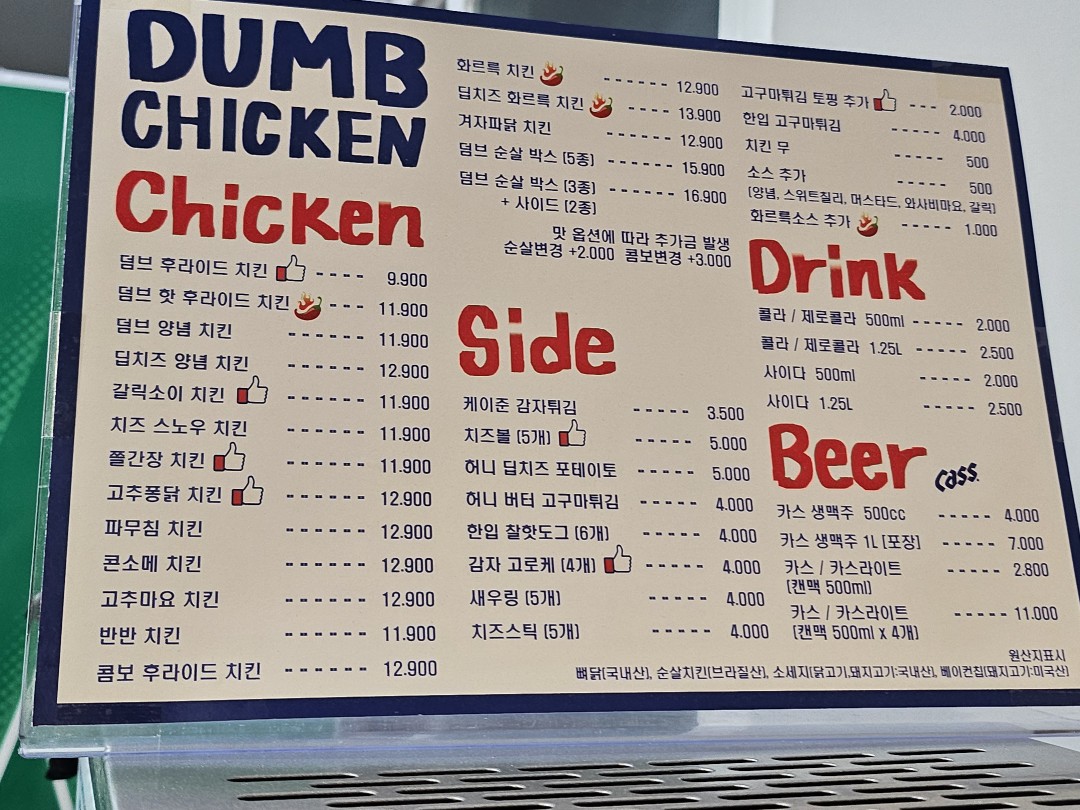 DUMB
CHICKEN
Chicken
덤브 후라이드 치킨 ---- 9.900
덤브 핫 후라이드 치킨 --- 11.900
덤브 양념 치킨 ------ 11.900
딥치즈 양념 치킨 ------ 12.900
갈릭소이 치킨 ------ 11.900
치즈 스노우 치킨 ------ 11.900
쫄간장 치킨 ------ 11.900
고추퐁닭 치킨 ------ 12.900
파무침 치킨 ------ 12.900
콘소메 치킨 ------ 12.900
고추마요 치킨 ------ 12.900
반반 치킨 ------ 11.900
콤보 후라이드 치킨 ------ 12.900
화르륵 치킨 ------ 12.900
딥치즈 화르륵 치킨 ---- 13.900
겨자파닭 치킨 ------ 12.900
덤브 순살 박스 (5종) ------ 15.900
덤브 순살 박스 (3종) ------ 16.900
+ 사이드 (2종)
맛 옵션에 따라 추가금 발생
순살변경 +2.000 콤보변경 +3.000
Side
케이준 감자튀김 ----- 3.500
치즈볼 (5개) ----- 5.000
허니 딥치즈 포테이토 ----- 5.000
허니 버터 고구마튀김 ----- 4.000
한입 찰핫도그 (6개) ----- 4.000
감자 고로케 (4개) ----- 4.000
새우링 (5개) ----- 4.000
치즈스틱 (5개) ----- 4.000
고구마튀김 토핑 추가 --- 2.000
한입 고구마튀김 ----- 4.000
치킨 무 ----- 500
소스 추가 ----- 500
(양념, 스위트칠리, 머스타드, 와사비마요, 갈릭)
화르륵소스 추가 ----- 1.000
Drink
콜라 / 제로콜라 500ml ----- 2.000
콜라 / 제로콜라 1.25L ----- 2.500
사이다 500ml ----- 2.000
사이다 1.25L ----- 2.500
Beer cass.
카스 생맥주 500cc ----- 4.000
카스 생맥주 1L (포장) ----- 7.000
카스 / 카스라이트 ----- 2.800
(캔맥 500ml)
카스 / 카스라이트 ----- 11.000
(캔맥 500ml x 4개)
원산지표시
뼈닭(국내산), 순살치킨(브라질산), 소세지(닭고기,돼지고기:국내산), 베이컨칩(돼지고기:미국산)